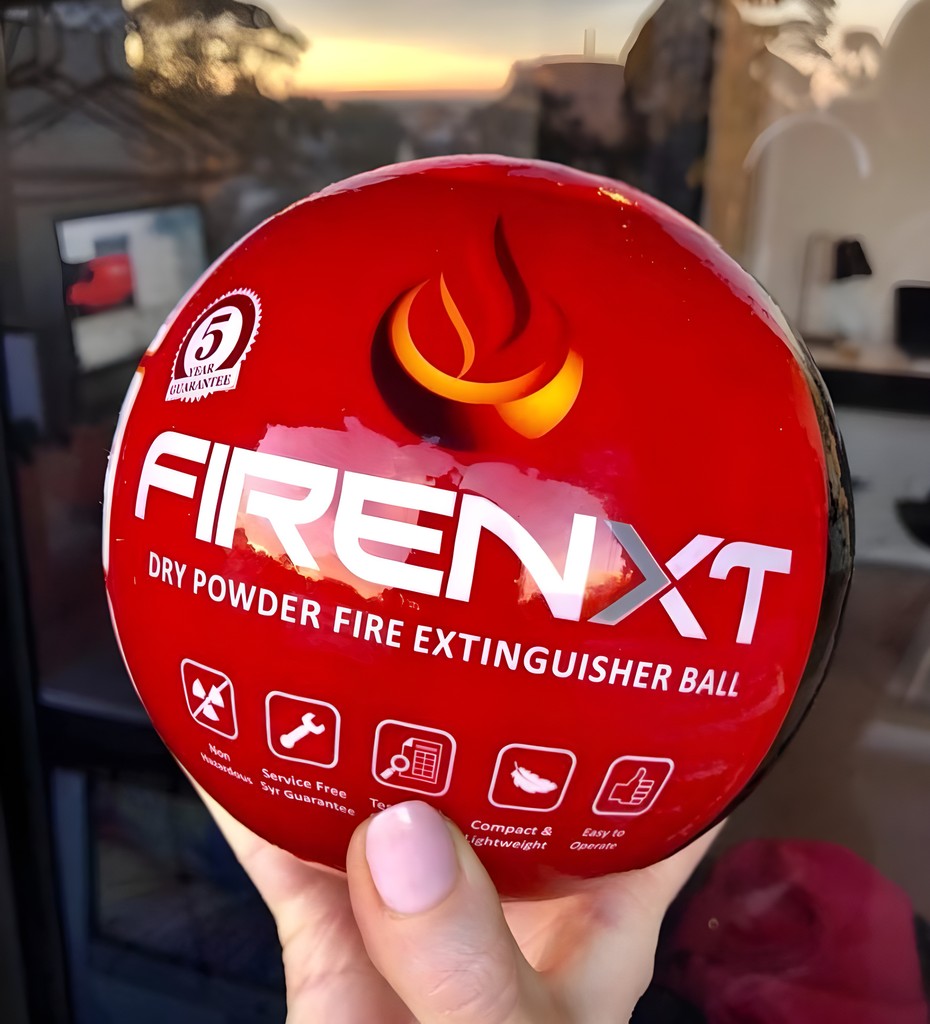 5
YEAR
GUARANTEE
FIRENXT
DRY POWDER FIRE EXTINGUISHER BALL
Non
Hazardous
Service Free
5yr Guarantee
Compact &
Lightweight
Easy to
Operate